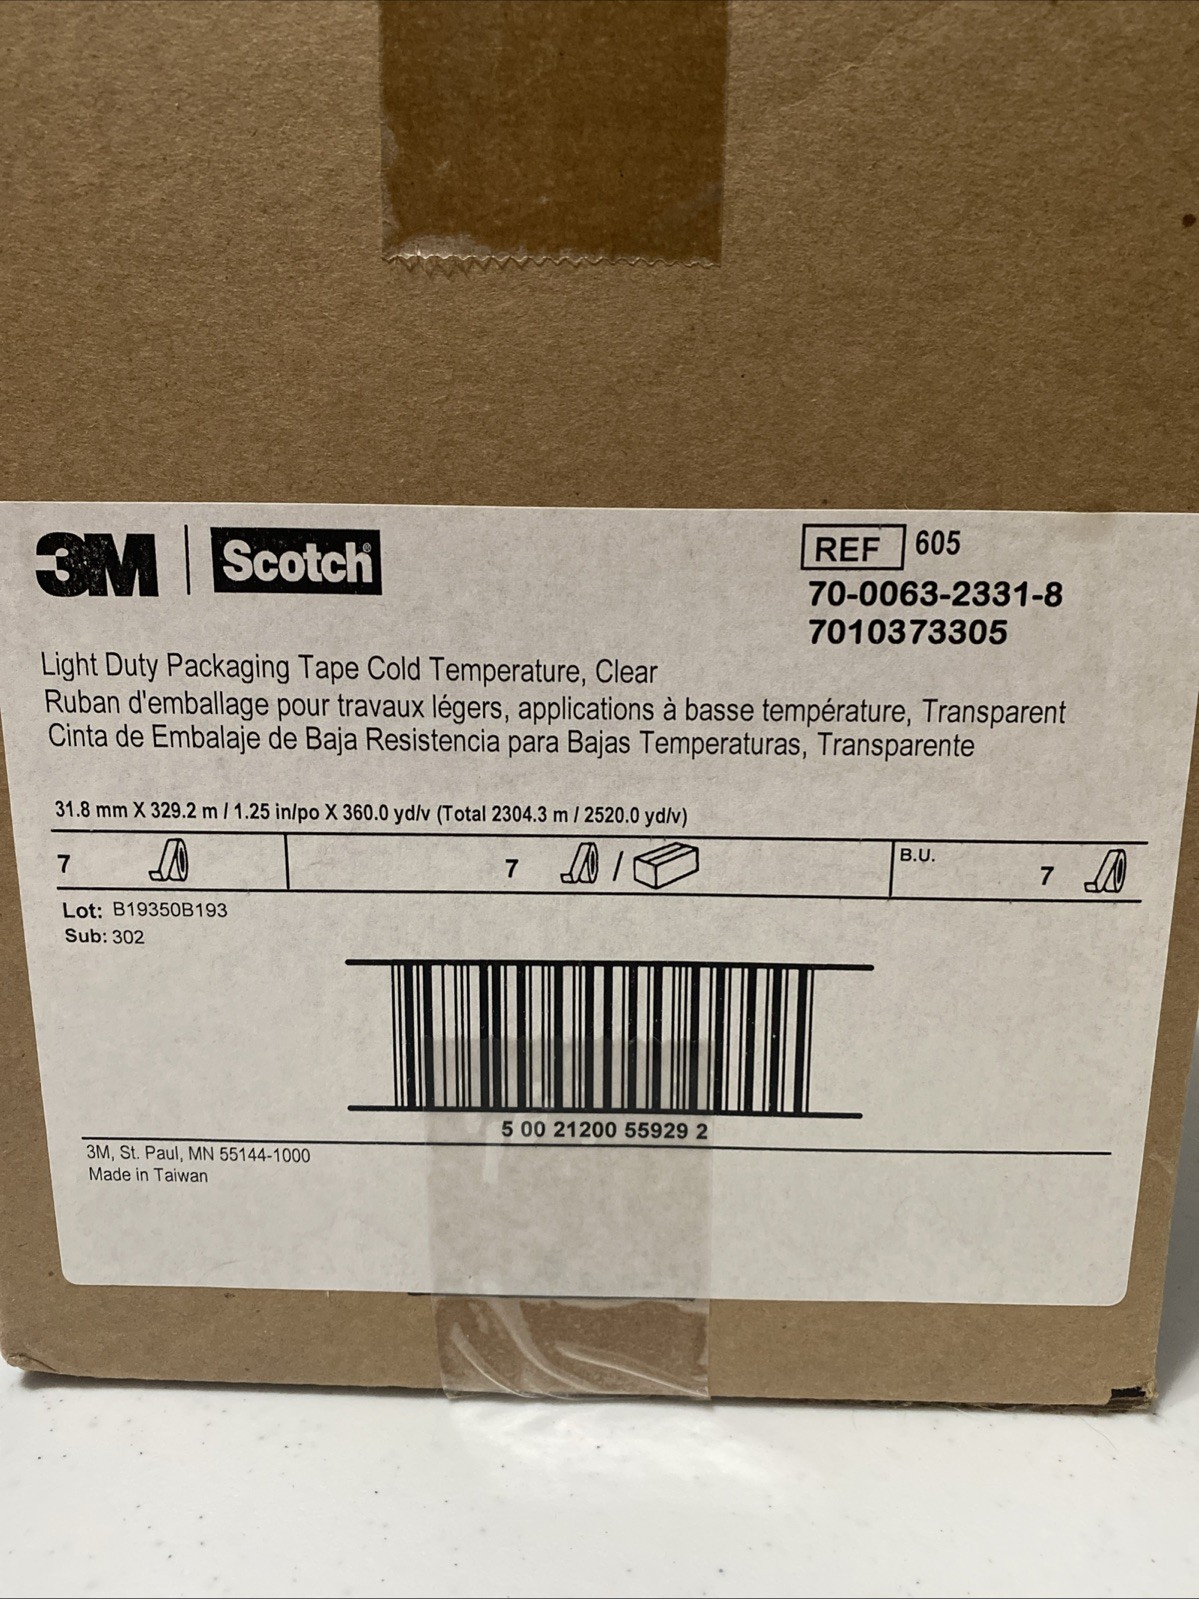 3M | Scotch®
REF 605
70-0063-2331-8
7010373305
Light Duty Packaging Tape Cold Temperature, Clear
Ruban d'emballage pour travaux légers, applications à basse température, Transparent
Cinta de Embalaje de Baja Resistencia para Bajas Temperaturas, Transparente
31.8 mm X 329.2 m / 1.25 in/po X 360.0 yd/v (Total 2304.3 m / 2520.0 yd/v)
7 7 / B.U. 7
Lot: B19350B193
Sub: 302
5 00 21200 55929 2
3M, St. Paul, MN 55144-1000
Made in Taiwan